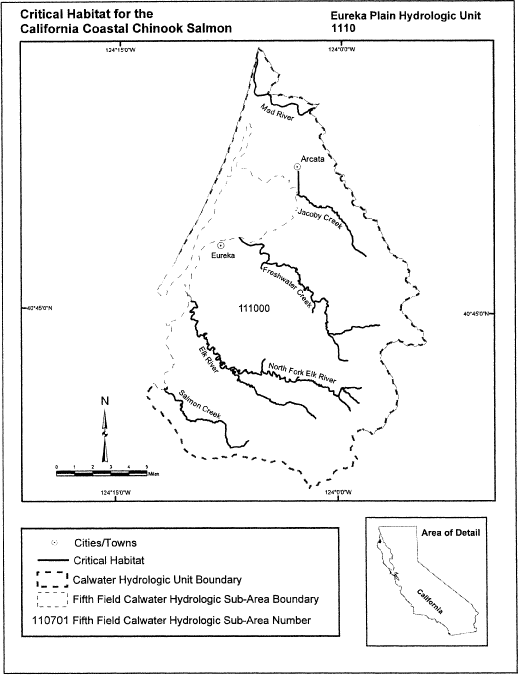 Critical Habitat for the
California Coastal Chinook Salmon
Eureka Plain Hydrologic Unit
1110
124°15'0"W
124°0'0"W
Mad River
Arcata
Jacoby Creek
Eureka
Freshwater Creek
111000
40°45'0"N
40°45'0"N
Elk River
North Fork Elk River
Salmon Creek
N
0 1 2 3 4 5
Miles
124°15'0"W
124°0'0"W
Cities/Towns
Critical Habitat
Calwater Hydrologic Unit Boundary
Fifth Field Calwater Hydrologic Sub-Area Boundary
110701 Fifth Field Calwater Hydrologic Sub-Area Number
Area of Detail
California